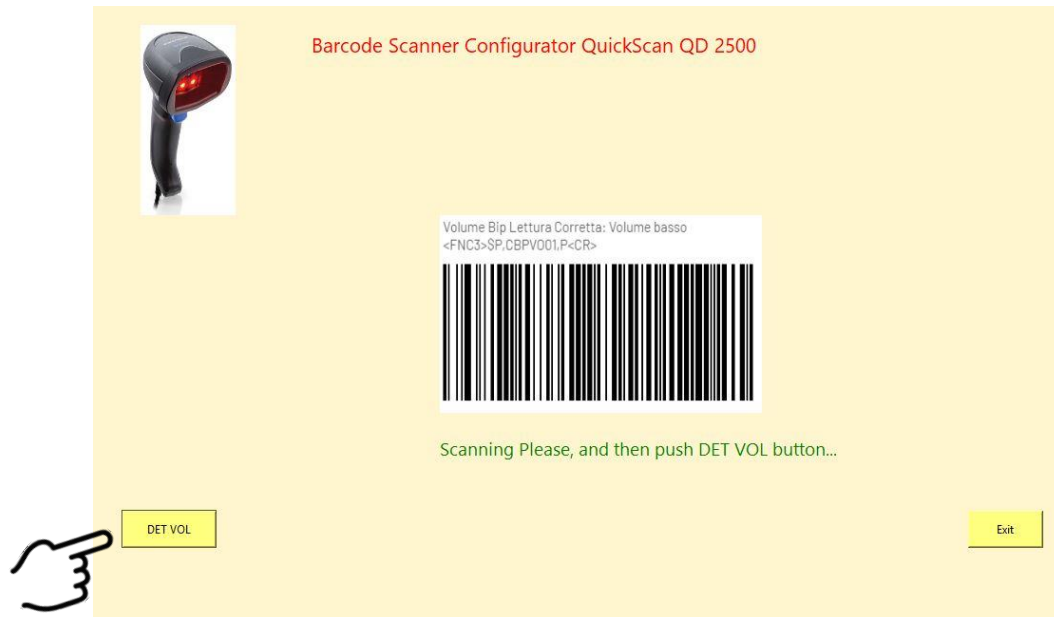 Barcode Scanner Configurator QuickScan QD 2500
Volume Bip Lettura Corretta: Volume basso
<FNC3>$P,CBPV001,P<CR>
Scanning Please, and then push DET VOL button...
DET VOL
Exit